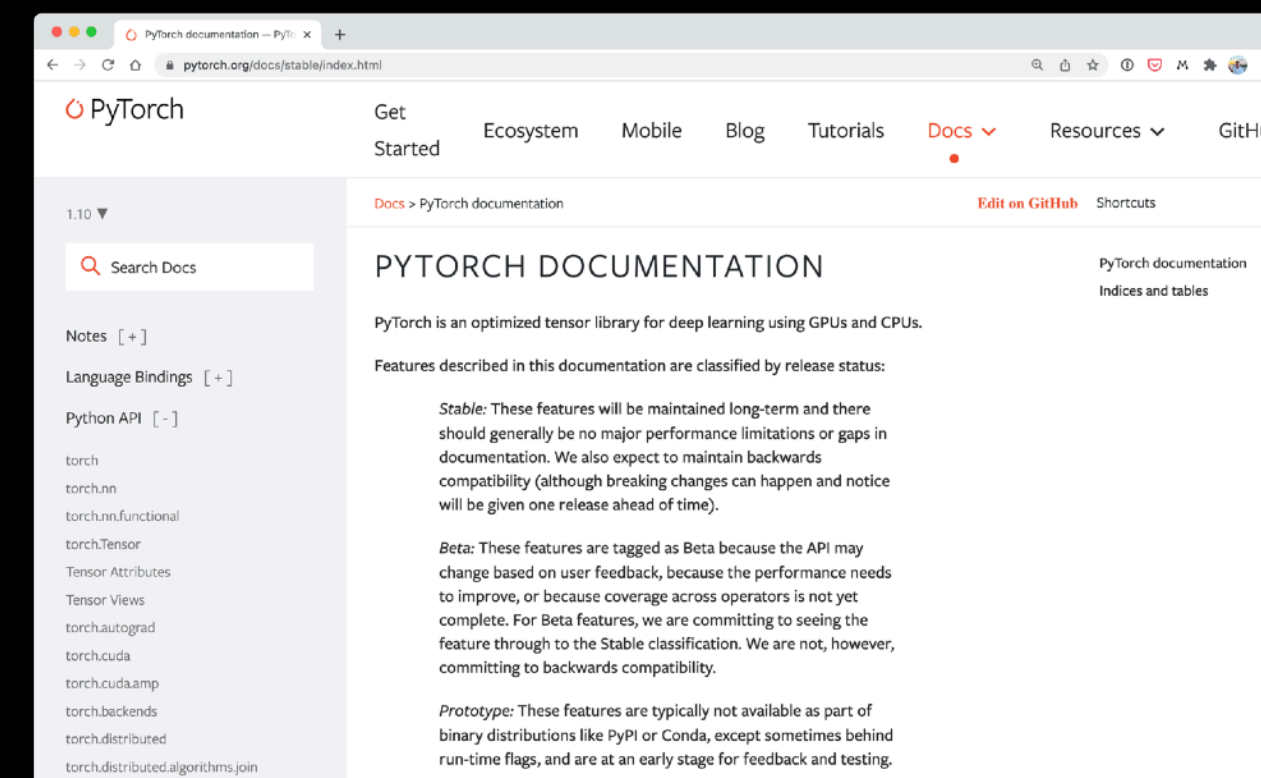 PyTorch documentation — PyTo
pytorch.org/docs/stable/index.html
PyTorch
Get
Started
Ecosystem
Mobile
Blog
Tutorials
Docs
Resources
GitHu
1.10 ▼
Search Docs
Notes [ + ]
Language Bindings [ + ]
Python API [ - ]
torch
torch.nn
torch.nn.functional
torch.Tensor
Tensor Attributes
Tensor Views
torch.autograd
torch.cuda
torch.cuda.amp
torch.backends
torch.distributed
torch.distributed.algorithms.join
Docs > PyTorch documentation
Edit on GitHub
Shortcuts
PYTORCH DOCUMENTATION
PyTorch is an optimized tensor library for deep learning using GPUs and CPUs.
Features described in this documentation are classified by release status:
Stable: These features will be maintained long-term and there
should generally be no major performance limitations or gaps in
documentation. We also expect to maintain backwards
compatibility (although breaking changes can happen and notice
will be given one release ahead of time).
Beta: These features are tagged as Beta because the API may
change based on user feedback, because the performance needs
to improve, or because coverage across operators is not yet
complete. For Beta features, we are committing to seeing the
feature through to the Stable classification. We are not, however,
committing to backwards compatibility.
Prototype: These features are typically not available as part of
binary distributions like PyPI or Conda, except sometimes behind
run-time flags, and are at an early stage for feedback and testing.
PyTorch documentation
Indices and tables